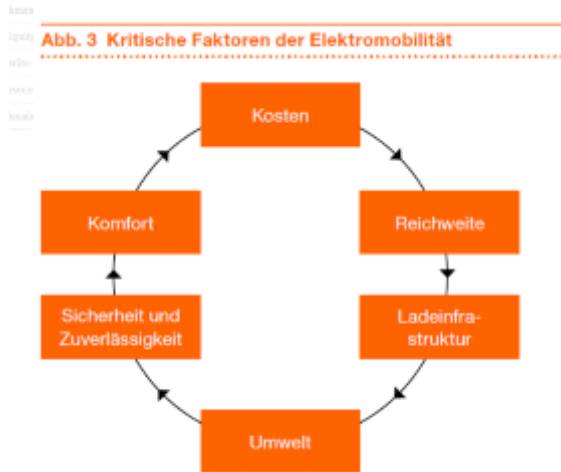 Abb. 3 Kritische Faktoren der Elektromobilität
Kosten
Reichweite
Ladeinfra-
struktur
Umwelt
Sicherheit und
Zuverlässigkeit
Komfort